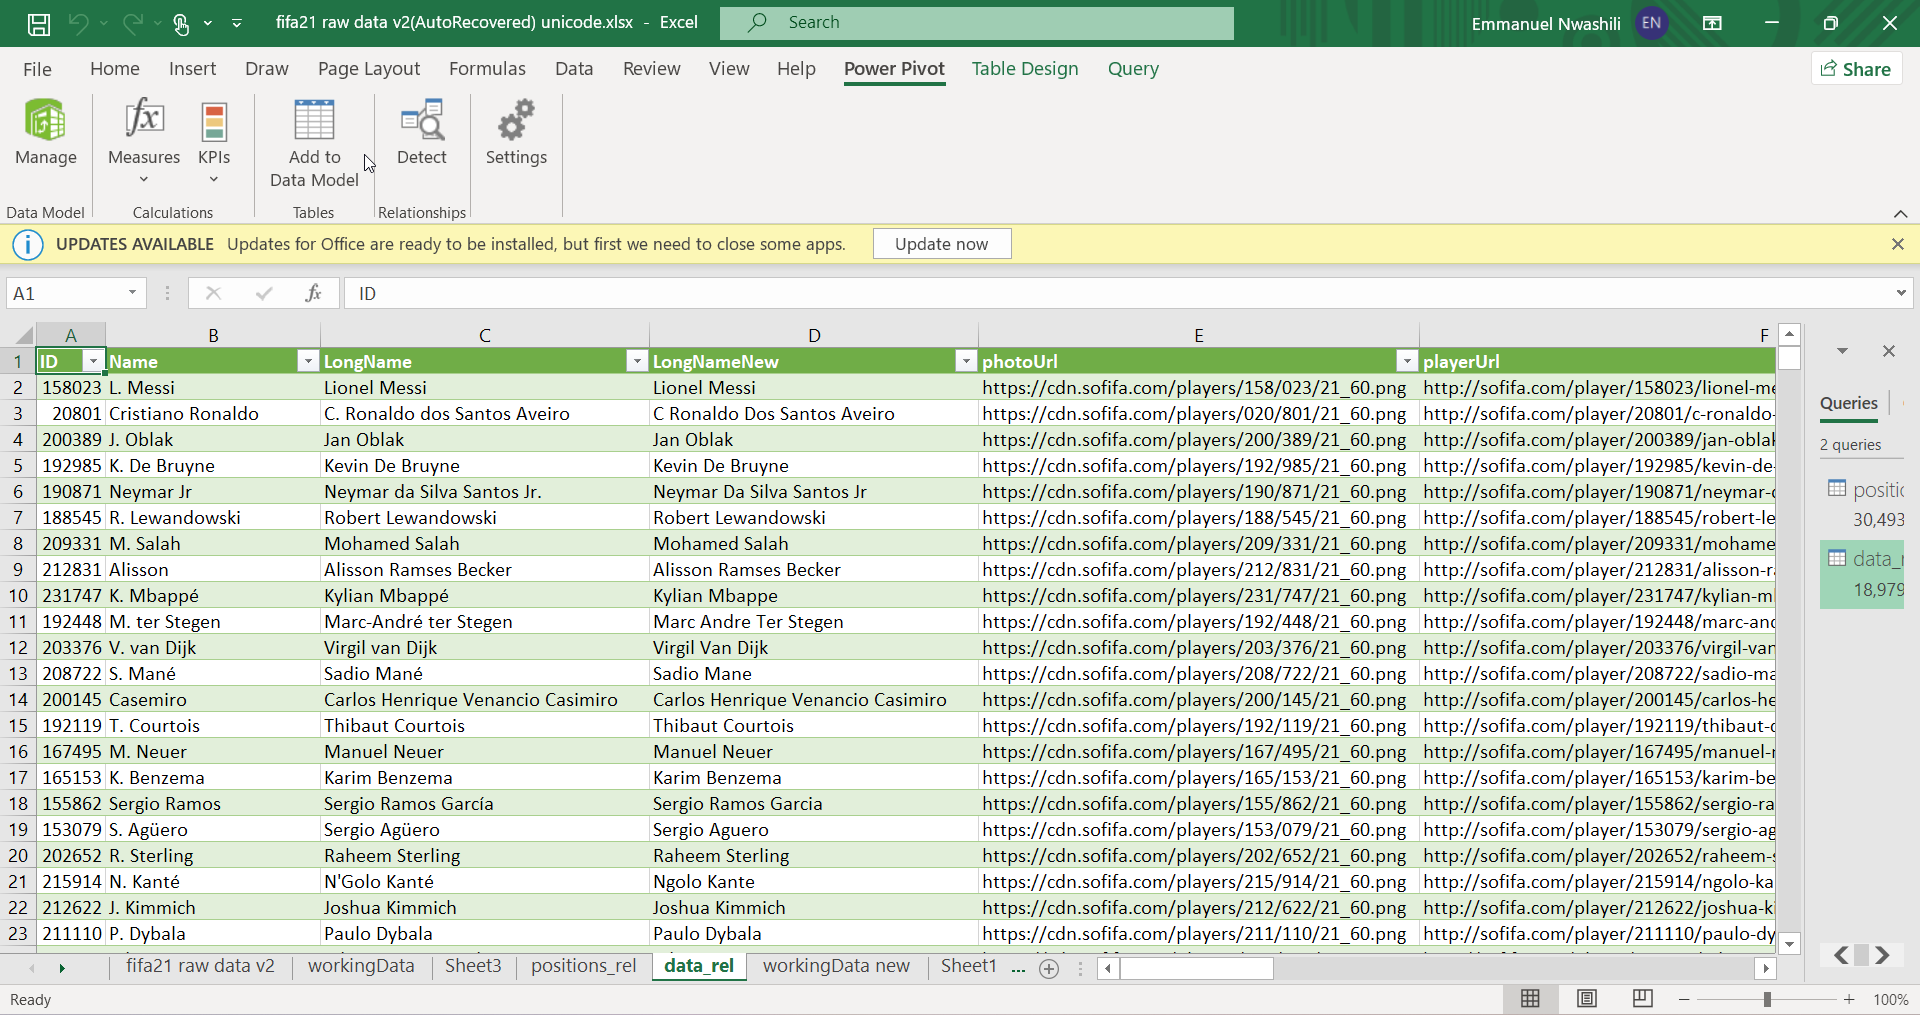 fifa21 raw data v2(AutoRecovered) unicode.xlsx - Excel
Search
Emmanuel Nwashili EN
File Home Insert Draw Page Layout Formulas Data Review View Help Power Pivot Table Design Query Share
Manage Measures KPIs Add to Data Model Detect Settings
Data Model Calculations Tables Relationships
UPDATES AVAILABLE Updates for Office are ready to be installed, but first we need to close some apps. Update now
A1 fx ID
A B C D E F
1 ID Name LongName LongNameNew photoUrl playerUrl
2 158023 L. Messi Lionel Messi Lionel Messi https://cdn.sofifa.com/players/158/023/21_60.png http://sofifa.com/player/158023/lionel-me
3 20801 Cristiano Ronaldo C. Ronaldo dos Santos Aveiro C Ronaldo Dos Santos Aveiro https://cdn.sofifa.com/players/020/801/21_60.png http://sofifa.com/player/20801/c-ronaldo-
4 200389 J. Oblak Jan Oblak Jan Oblak https://cdn.sofifa.com/players/200/389/21_60.png http://sofifa.com/player/200389/jan-oblak
5 192985 K. De Bruyne Kevin De Bruyne Kevin De Bruyne https://cdn.sofifa.com/players/192/985/21_60.png http://sofifa.com/player/192985/kevin-de-
6 190871 Neymar Jr Neymar da Silva Santos Jr. Neymar Da Silva Santos Jr https://cdn.sofifa.com/players/190/871/21_60.png http://sofifa.com/player/190871/neymar-d
7 188545 R. Lewandowski Robert Lewandowski Robert Lewandowski https://cdn.sofifa.com/players/188/545/21_60.png http://sofifa.com/player/188545/robert-le
8 209331 M. Salah Mohamed Salah Mohamed Salah https://cdn.sofifa.com/players/209/331/21_60.png http://sofifa.com/player/209331/mohame
9 212831 Alisson Alisson Ramses Becker Alisson Ramses Becker https://cdn.sofifa.com/players/212/831/21_60.png http://sofifa.com/player/212831/alisson-ra
10 231747 K. Mbappé Kylian Mbappé Kylian Mbappe https://cdn.sofifa.com/players/231/747/21_60.png http://sofifa.com/player/231747/kylian-m
11 192448 M. ter Stegen Marc-André ter Stegen Marc Andre Ter Stegen https://cdn.sofifa.com/players/192/448/21_60.png http://sofifa.com/player/192448/marc-and
12 203376 V. van Dijk Virgil van Dijk Virgil Van Dijk https://cdn.sofifa.com/players/203/376/21_60.png http://sofifa.com/player/203376/virgil-van
13 208722 S. Mané Sadio Mané Sadio Mane https://cdn.sofifa.com/players/208/722/21_60.png http://sofifa.com/player/208722/sadio-ma
14 200145 Casemiro Carlos Henrique Venancio Casimiro Carlos Henrique Venancio Casimiro https://cdn.sofifa.com/players/200/145/21_60.png http://sofifa.com/player/200145/carlos-he
15 192119 T. Courtois Thibaut Courtois Thibaut Courtois https://cdn.sofifa.com/players/192/119/21_60.png http://sofifa.com/player/192119/thibaut-c
16 167495 M. Neuer Manuel Neuer Manuel Neuer https://cdn.sofifa.com/players/167/495/21_60.png http://sofifa.com/player/167495/manuel-
17 165153 K. Benzema Karim Benzema Karim Benzema https://cdn.sofifa.com/players/165/153/21_60.png http://sofifa.com/player/165153/karim-be
18 155862 Sergio Ramos Sergio Ramos García Sergio Ramos Garcia https://cdn.sofifa.com/players/155/862/21_60.png http://sofifa.com/player/155862/sergio-ra
19 153079 S. Agüero Sergio Agüero Sergio Aguero https://cdn.sofifa.com/players/153/079/21_60.png http://sofifa.com/player/153079/sergio-ag
20 202652 R. Sterling Raheem Sterling Raheem Sterling https://cdn.sofifa.com/players/202/652/21_60.png http://sofifa.com/player/202652/raheem-s
21 215914 N. Kanté N'Golo Kanté Ngolo Kante https://cdn.sofifa.com/players/215/914/21_60.png http://sofifa.com/player/215914/ngolo-ka
22 212622 J. Kimmich Joshua Kimmich Joshua Kimmich https://cdn.sofifa.com/players/212/622/21_60.png http://sofifa.com/player/212622/joshua-ki
23 211110 P. Dybala Paulo Dybala Paulo Dybala https://cdn.sofifa.com/players/211/110/21_60.png http://sofifa.com/player/211110/paulo-dy
Queries
2 queries
positio
30,493
data_r
18,979
fifa21 raw data v2 workingData Sheet3 positions_rel data_rel workingData new Sheet1 ...
Ready 100%